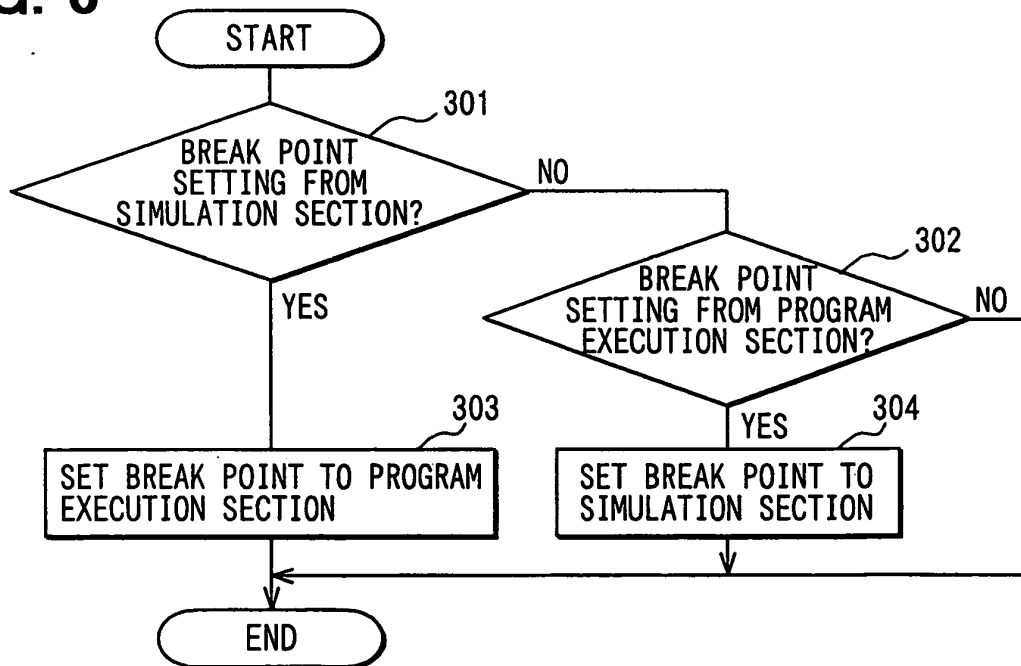 START
301
BREAK POINT
SETTING FROM
SIMULATION SECTION?
NO
302
BREAK POINT
SETTING FROM PROGRAM
EXECUTION SECTION?
NO
YES
YES
303
SET BREAK POINT TO PROGRAM
EXECUTION SECTION
304
SET BREAK POINT TO
SIMULATION SECTION
END